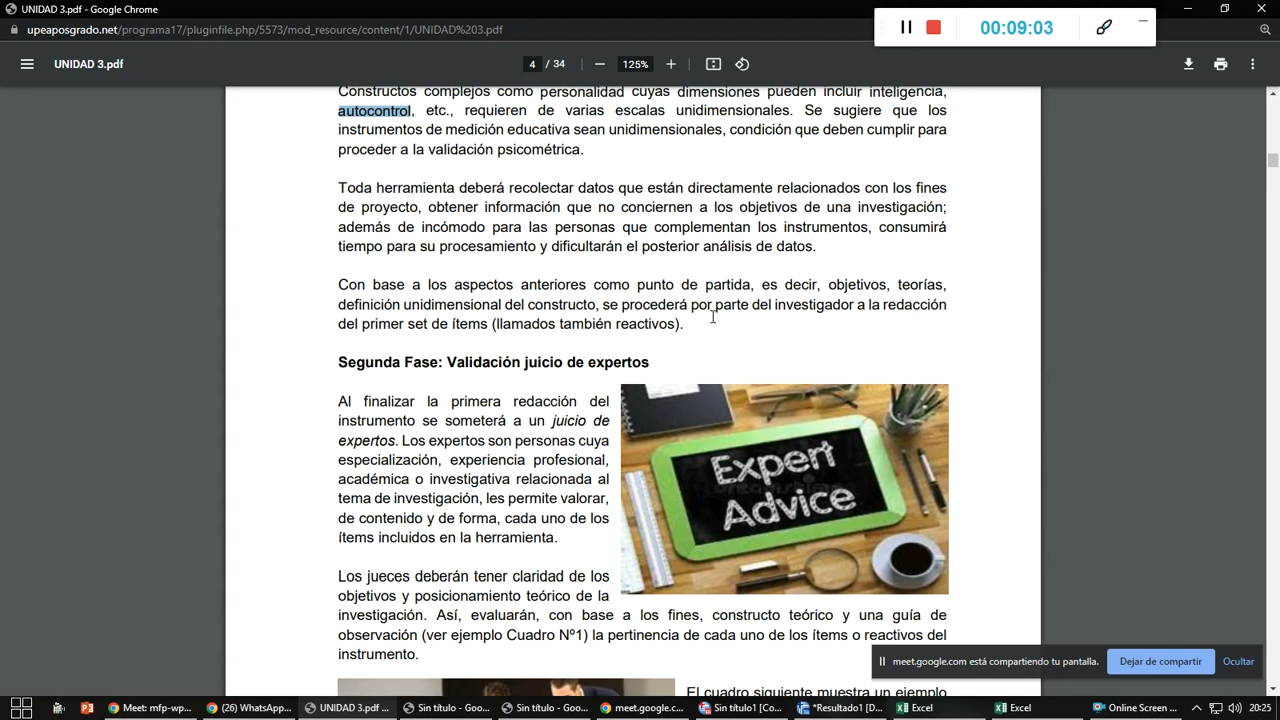 UNIDAD 3.pdf - Google Chrome
upeaposgrado.net/programa17/pluginfile.php/5573/mod_resource/content/1/UNIDAD%203.pdf
00:09:03
UNIDAD 3.pdf
4 / 34
125%
Constructos complejos como personalidad cuyas dimensiones pueden incluir inteligencia,
autocontrol, etc., requieren de varias escalas unidimensionales. Se sugiere que los
instrumentos de medición educativa sean unidimensionales, condición que deben cumplir para
proceder a la validación psicométrica.
Toda herramienta deberá recolectar datos que están directamente relacionados con los fines
de proyecto, obtener información que no conciernen a los objetivos de una investigación;
además de incómodo para las personas que complementan los instrumentos, consumirá
tiempo para su procesamiento y dificultarán el posterior análisis de datos.
Con base a los aspectos anteriores como punto de partida, es decir, objetivos, teorías,
definición unidimensional del constructo, se procederá por parte del investigador a la redacción
del primer set de ítems (llamados también reactivos).
Segunda Fase: Validación juicio de expertos
Al finalizar la primera redacción del
instrumento se someterá a un juicio de
expertos. Los expertos son personas cuya
especialización, experiencia profesional,
académica o investigativa relacionada al
tema de investigación, les permite valorar,
de contenido y de forma, cada uno de los
ítems incluidos en la herramienta.
Expert
Advice
Los jueces deberán tener claridad de los
objetivos y posicionamiento teórico de la
investigación. Así, evaluarán, con base a los fines, constructo teórico y una guía de
observación (ver ejemplo Cuadro Nº1) la pertinencia de cada uno de los ítems o reactivos del
instrumento.
El cuadro siguiente muestra un ejemplo
meet.google.com está compartiendo tu pantalla.
Dejar de compartir
Ocultar
Meet: mfp-wp...
(26) WhatsApp...
UNIDAD 3.pdf ...
Sin título - Goo...
Sin título - Goo...
meet.google.co...
Sin título1 [Co...
*Resultado1 [D...
Excel
Excel
Online Screen ...
20:25